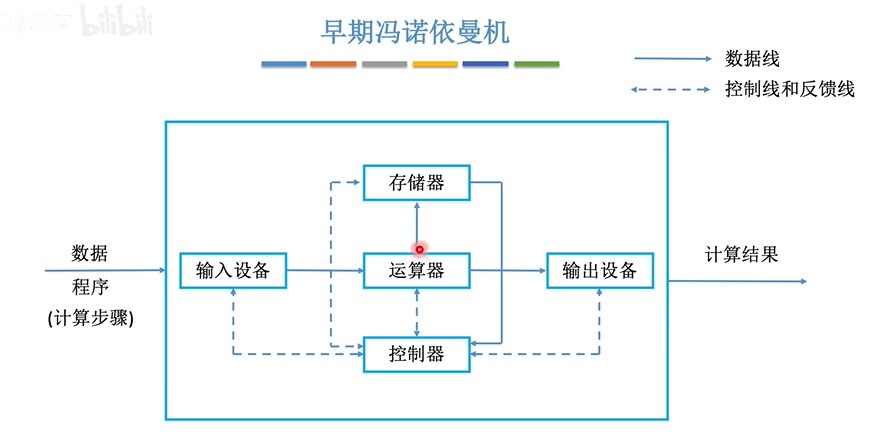 bilibili
早期冯诺依曼机
数据线
控制线和反馈线
存储器
数据
输入设备
运算器
输出设备
计算结果
程序
(计算步骤)
控制器